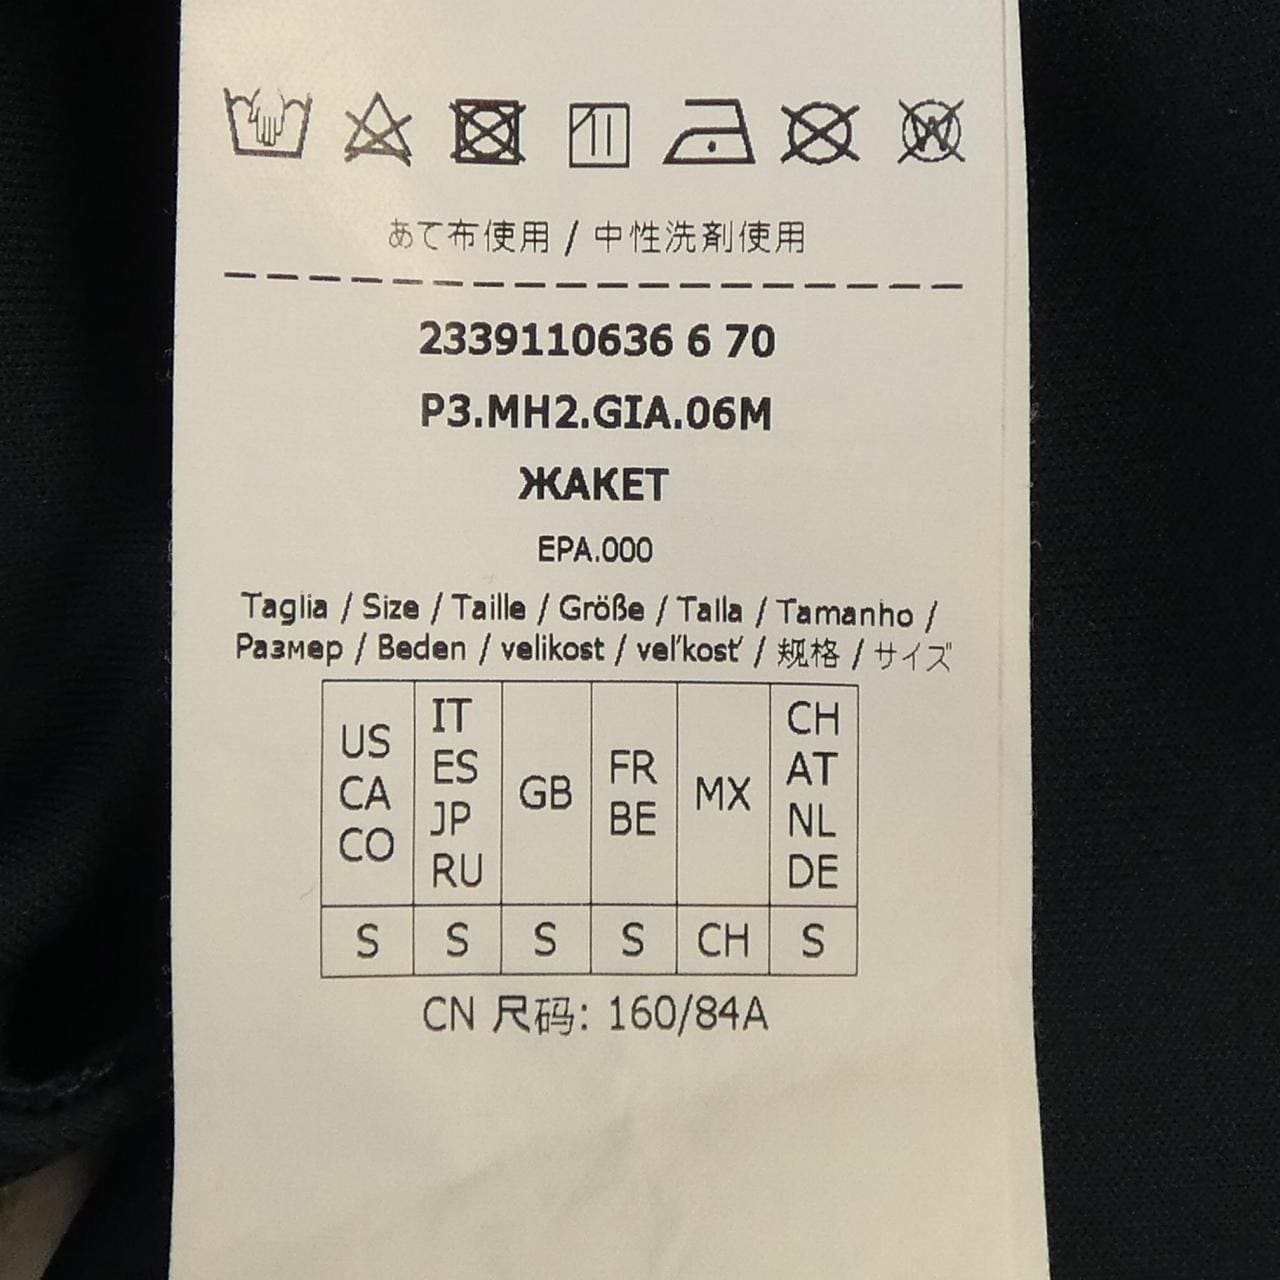 あて布使用 / 中性洗剤使用
2339110636 6 70
P3.MH2.GIA.06M
ЖАКЕТ
EPA.000
Taglia / Size / Taille / Größe / Talla / Tamanho /
Размер / Beden / velikost / veľkosť / 规格 / サイズ
US CA CO
IT ES JP RU
GB
FR BE
MX
CH AT NL DE
S S S S CH S
CN 尺码: 160/84A